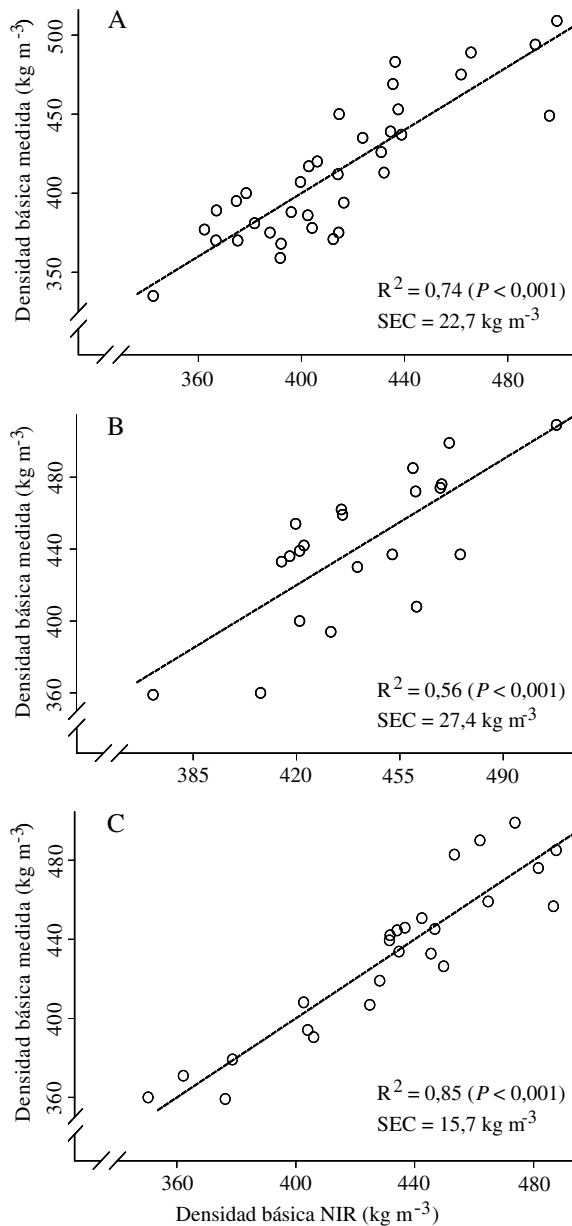 A
Densidad básica medida (kg m-3)
500
450
400
350
R2 = 0,74 (P < 0,001)
SEC = 22,7 kg m-3
360 400 440 480
B
Densidad básica medida (kg m-3)
480
440
400
360
R2 = 0,56 (P < 0,001)
SEC = 27,4 kg m-3
385 420 455 490
C
Densidad básica medida (kg m-3)
480
440
400
360
R2 = 0,85 (P < 0,001)
SEC = 15,7 kg m-3
360 400 440 480
Densidad básica NIR (kg m-3)